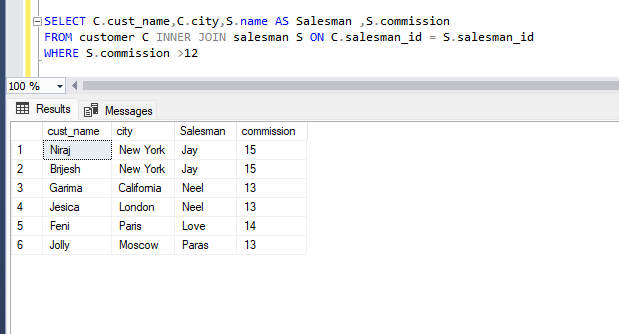 SELECT C.cust_name,C.city,S.name AS Salesman ,S.commission
FROM customer C INNER JOIN salesman S ON C.salesman_id = S.salesman_id
WHERE S.commission >12
100 %
Results Messages
cust_name city Salesman commission
1 Niraj New York Jay 15
2 Brijesh New York Jay 15
3 Garima California Neel 13
4 Jesica London Neel 13
5 Feni Paris Love 14
6 Jolly Moscow Paras 13